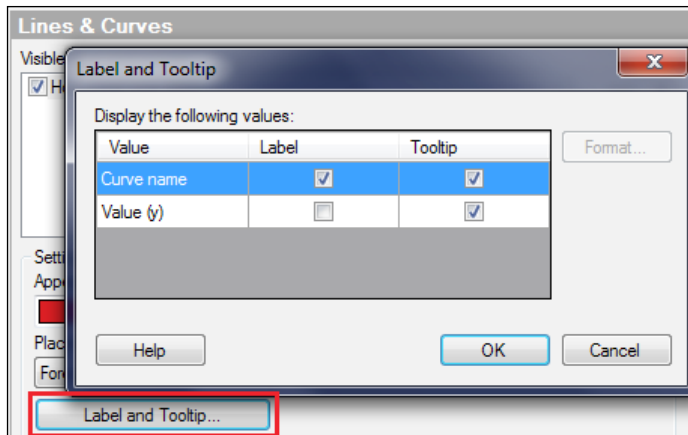 Lines & Curves
Visible
Label and Tooltip
Display the following values:
Value Label Tooltip Format...
Curve name
Value (y)
Help OK Cancel
Label and Tooltip...